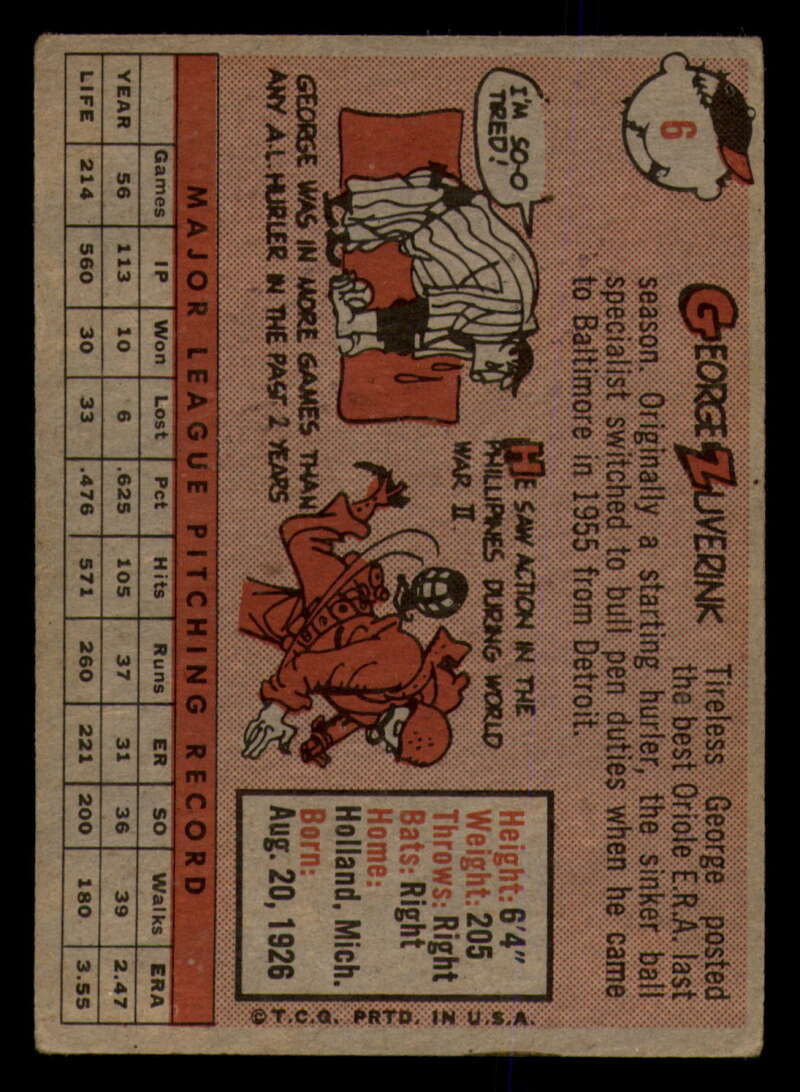 6
GEORGE ZUVERINK
Tireless George posted
the best Oriole E.R.A. last
season. Originally a starting hurler, the sinker ball
specialist switched to bull pen duties when he came
to Baltimore in 1955 from Detroit.
I'M SO-O
TIRED!
GEORGE WAS IN MORE GAMES THAN
ANY A.L. HURLER IN THE PAST 2 YEARS
HE SAW ACTION IN THE
PHILLIPINES DURING WORLD
WAR II
Height: 6'4"
Weight: 205
Throws: Right
Bats: Right
Home:
Holland, Mich.
Born:
Aug. 20, 1926
© T.C.G. PRTD. IN U.S.A.
MAJOR LEAGUE PITCHING RECORD
Games IP Won Lost Pct Hits Runs ER SO Walks ERA
YEAR 56 113 10 6 .625 105 37 31 36 39 2.47
LIFE 214 560 30 33 .476 571 260 221 200 180 3.55